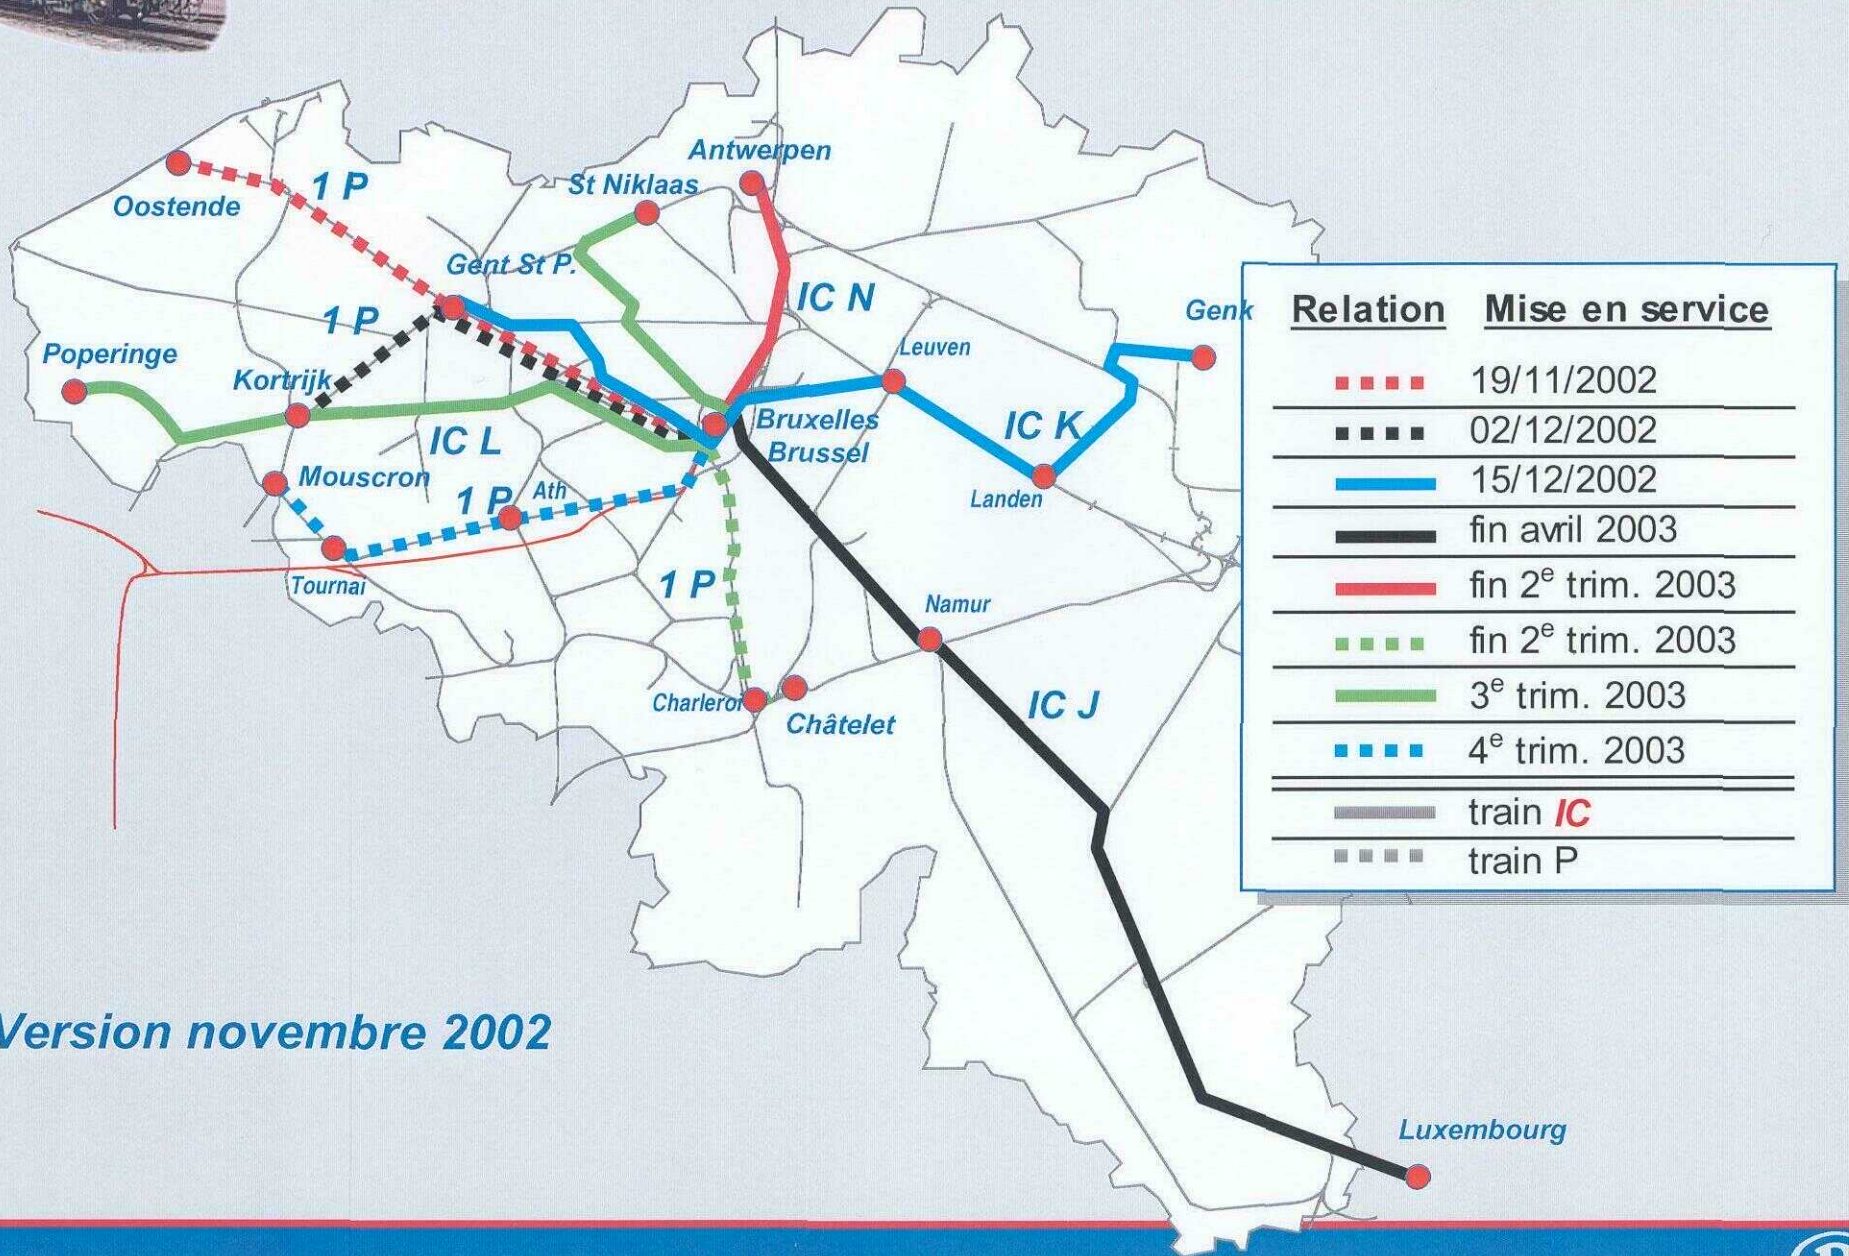 Antwerpen
St Niklaas
1 P
Oostende
Gent St P.
IC N
1 P
Genk
Poperinge
Kortrijk
Leuven
IC L
Bruxelles
Brussel
IC K
Mouscron
1 P
Ath
Landen
Tournai
1 P
Namur
Charleroi
Châtelet
IC J
Luxembourg
Relation Mise en service
19/11/2002
02/12/2002
15/12/2002
fin avril 2003
fin 2e trim. 2003
fin 2e trim. 2003
3e trim. 2003
4e trim. 2003
train IC
train P
Version novembre 2002